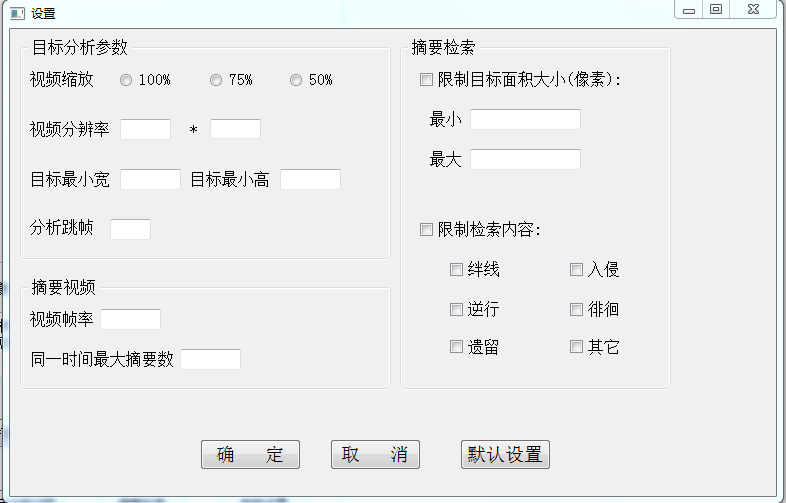 设置
目标分析参数
视频缩放 100% 75% 50%
视频分辨率 *
目标最小宽 目标最小高
分析跳帧
摘要视频
视频帧率
同一时间最大摘要数
摘要检索
限制目标面积大小(像素):
最小
最大
限制检索内容:
绊线 入侵
逆行 徘徊
遗留 其它
确 定 取 消 默认设置